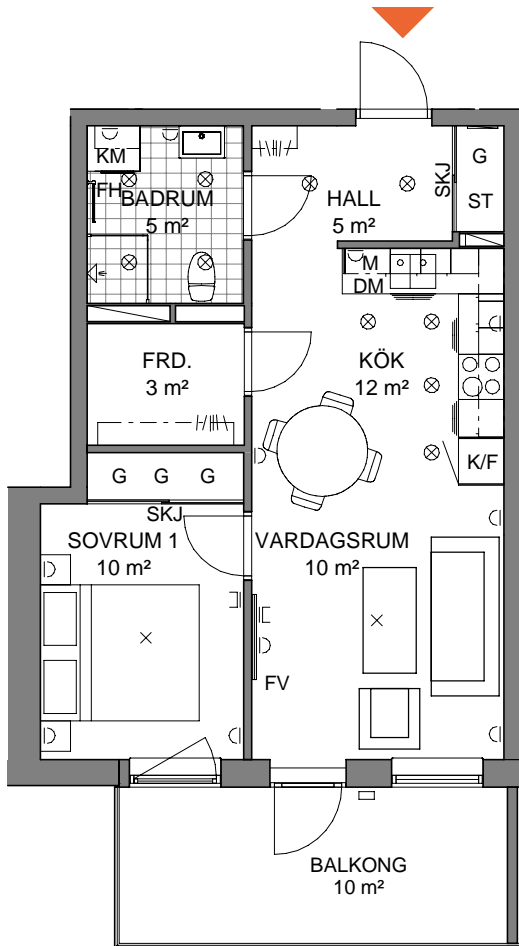 KM
FH
BADRUM
5 m²
HALL
5 m²
SKJ
G
ST
M
DM
FRD.
3 m²
KÖK
12 m²
K/F
G G G
SKJ
SOVRUM 1
10 m²
VARDAGSRUM
10 m²
FV
BALKONG
10 m²